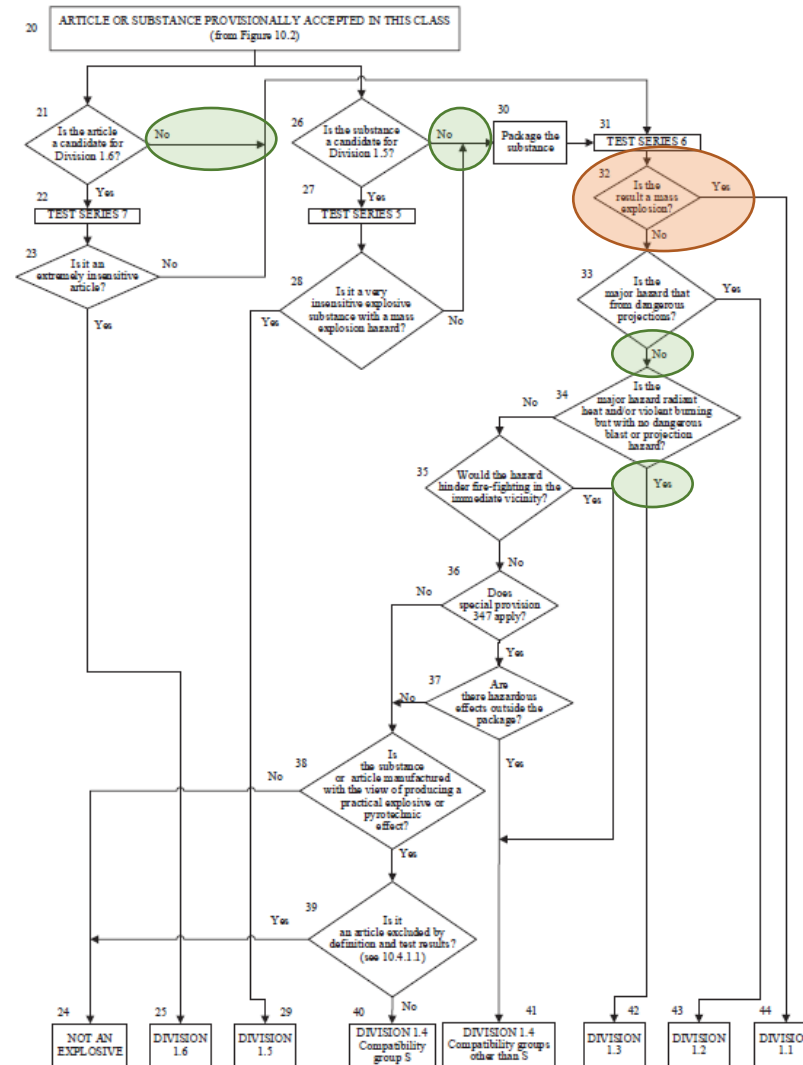 20
ARTICLE OR SUBSTANCE PROVISIONALLY ACCEPTED IN THIS CLASS
(from Figure 10.2)
21
Is the article
a candidate for
Division 1.6?
No
Yes
22
TEST SERIES 7
23
Is it an
extremely insensitive
article?
No
Yes
26
Is the substance
a candidate for
Division 1.5?
No
Yes
27
TEST SERIES 5
28
Is it a very
insensitive explosive
substance with a mass
explosion hazard?
Yes
No
30
Package the
substance
31
TEST SERIES 6
32
Is the
result a mass
explosion?
Yes
No
33
Is the
major hazard that
from dangerous
projections?
Yes
No
34
Is the
major hazard radiant
heat and/or violent burning
but with no dangerous
blast or projection
hazard?
No
Yes
35
Would the hazard
hinder fire-fighting in the
immediate vicinity?
Yes
No
36
Does
special provision
347 apply?
No
Yes
37
Are
there hazardous
effects outside the
package?
No
Yes
38
Is
the substance
or article manufactured
with the view of producing a
practical explosive or
pyrotechnic
effect?
No
Yes
39
Is it
an article excluded by
definition and test results?
(see 10.4.1.1)
Yes
No
24
NOT AN
EXPLOSIVE
25
DIVISION
1.6
29
DIVISION
1.5
40
DIVISION 1.4
Compatibility
group S
41
DIVISION 1.4
Compatibility groups
other than S
42
DIVISION
1.3
43
DIVISION
1.2
44
DIVISIO
1.1